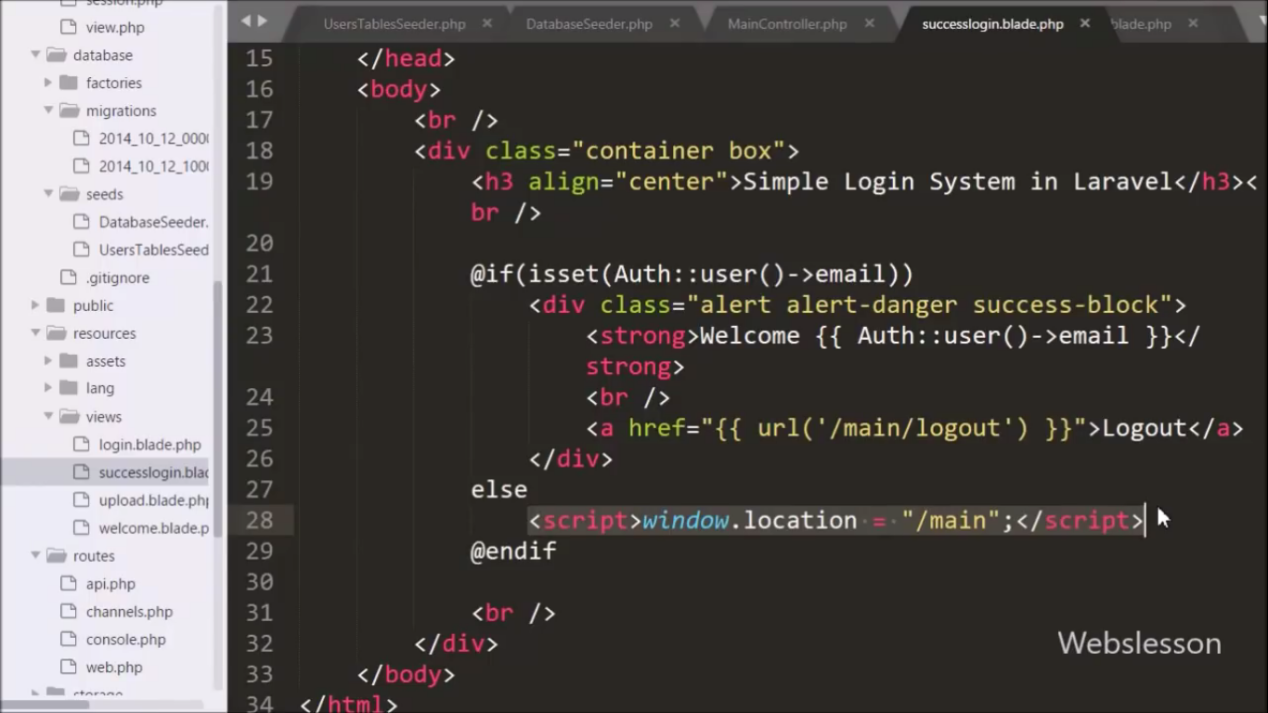 session.php
view.php
database
factories
migrations
2014_10_12_000
2014_10_12_100
seeds
DatabaseSeeder.
UsersTablesSeed
.gitignore
public
resources
assets
lang
views
login.blade.php
successlogin.blad
upload.blade.php
welcome.blade.p
routes
api.php
channels.php
console.php
web.php
storage
UsersTablesSeeder.php
DatabaseSeeder.php
MainController.php
successlogin.blade.php
blade.php
15 </head>
16 <body>
17 <br />
18 <div class="container box">
19 <h3 align="center">Simple Login System in Laravel</h3><
br />
20
21 @if(isset(Auth::user()->email))
22 <div class="alert alert-danger success-block">
23 <strong>Welcome {{ Auth::user()->email }}</
strong>
24 <br />
25 <a href="{{ url('/main/logout') }}">Logout</a>
26 </div>
27 else
28 <script>window.location = "/main";</script>
29 @endif
30
31 <br />
32 </div>
33 </body>
34 </html>
Webslesson